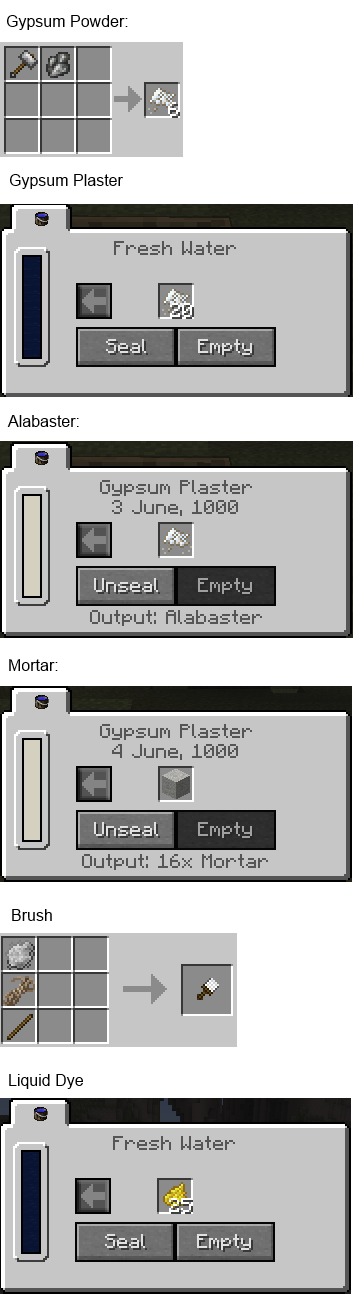 Gypsum Powder:
8
Gypsum Plaster
Fresh Water
20
Seal
Empty
Alabaster:
Gypsum Plaster
3 June, 1000
Unseal
Empty
Output: Alabaster
Mortar:
Gypsum Plaster
4 June, 1000
Unseal
Empty
Output: 16x Mortar
Brush
Liquid Dye
Fresh Water
25
Seal
Empty